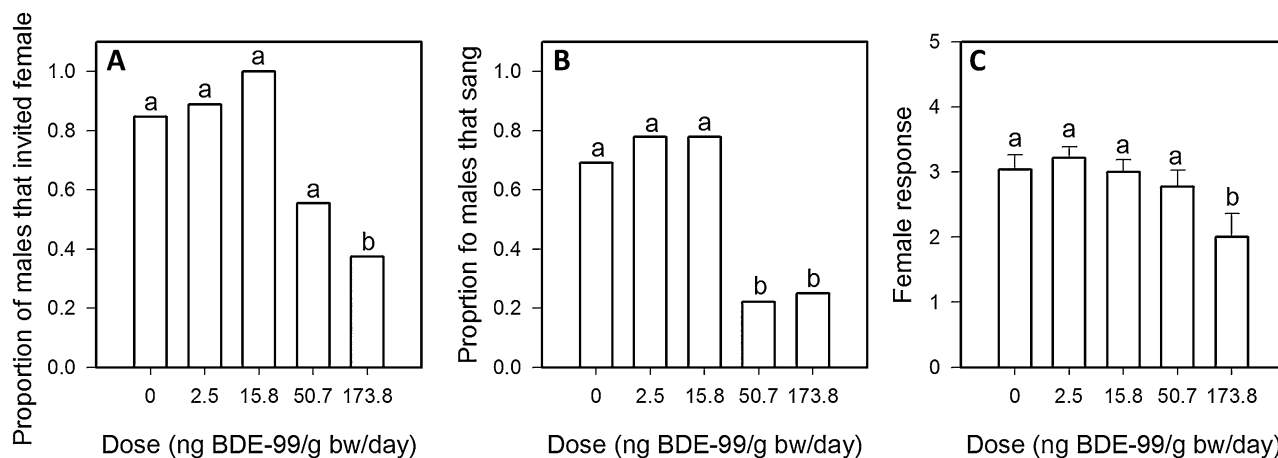 A
Proportion of males that invited female
1.0
0.8
0.6
0.4
0.2
0.0
a
a
a
a
b
0 2.5 15.8 50.7 173.8
Dose (ng BDE-99/g bw/day)
B
Proprtion fo males that sang
1.0
0.8
0.6
0.4
0.2
0.0
a
a
a
b
b
0 2.5 15.8 50.7 173.8
Dose (ng BDE-99/g bw/day)
C
Female response
5
4
3
2
1
0
a
a
a
a
b
0 2.5 15.8 50.7 173.8
Dose (ng BDE-99/g bw/day)